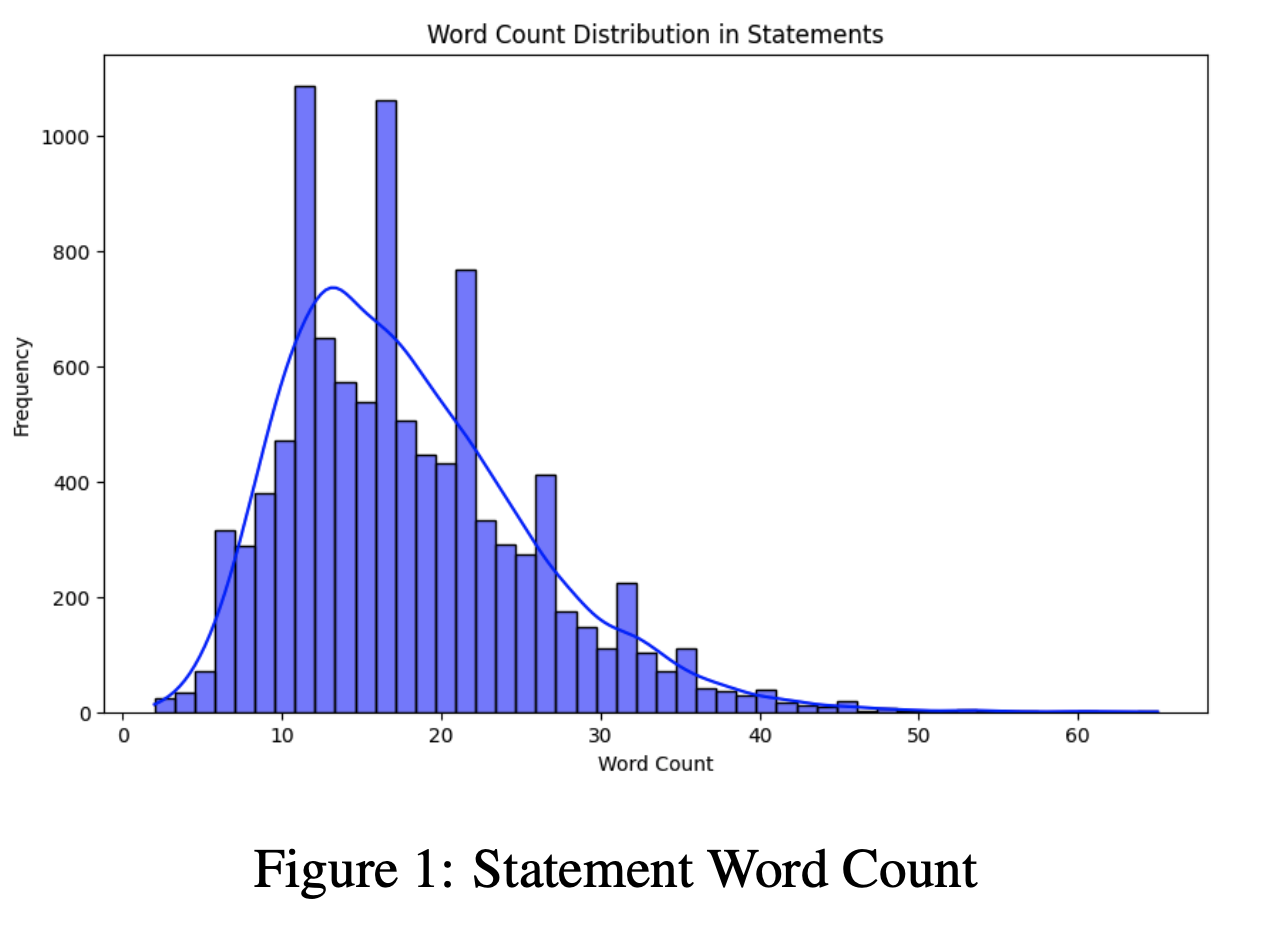 Word Count Distribution in Statements
1000
800
600
400
200
0
Frequency
0 10 20 30 40 50 60
Word Count
Figure 1: Statement Word Count